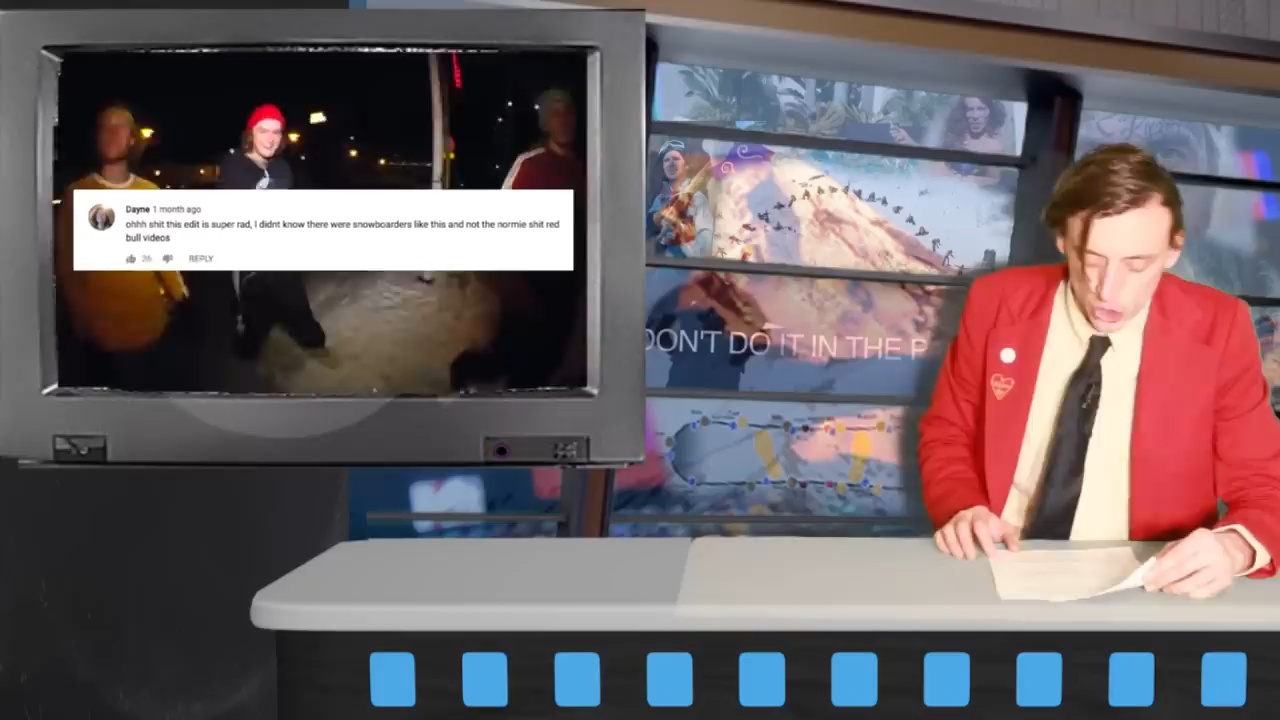 Dayne 1 month ago
ohhh shit this edit is super rad, I didnt know there were snowboarders like this and not the normie shit red
bull videos
26 REPLY
DON'T DO IT IN THE P